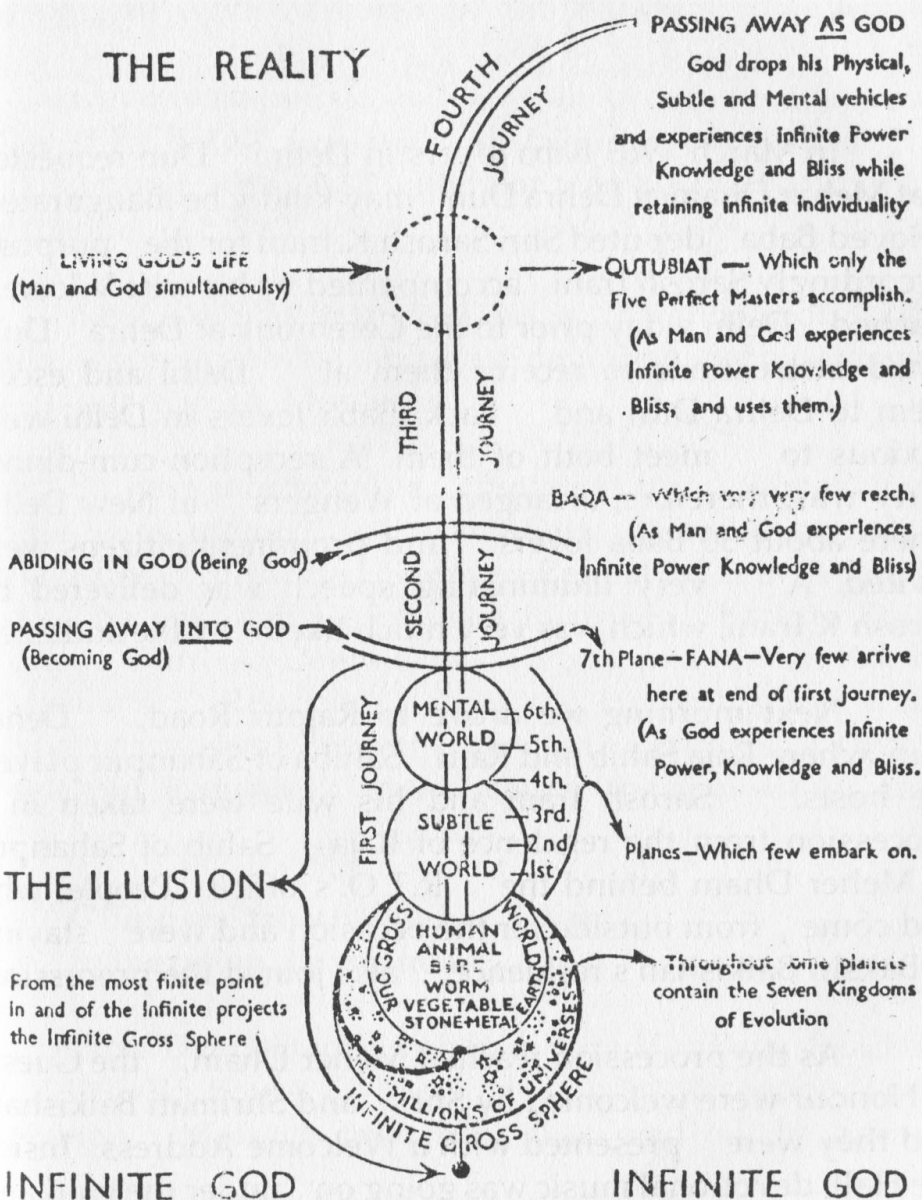 THE REALITY
FOURTH
JOURNEY
PASSING AWAY AS GOD
God drops his Physical,
Subtle and Mental vehicles
and experiences Infinite Power
Knowledge and Bliss while
retaining Infinite Individuality
LIVING GOD'S LIFE
(Man and God simultaneoulsy)
QUTUBIAT — Which only the
Five Perfect Masters accomplish.
(As Man and God experiences
Infinite Power Knowledge and
Bliss, and uses them.)
THIRD
JOURNEY
BAQA — Which very very few reach.
(As Man and God experiences
Infinite Power Knowledge and Bliss)
ABIDING IN GOD (Being God)
SECOND
JOURNEY
PASSING AWAY INTO GOD
(Becoming God)
7th Plane—FANA—Very few arrive
here at end of first journey.
(As God experiences Infinite
Power, Knowledge and Bliss.
FIRST JOURNEY
MENTAL
WORLD
6th.
5th.
4th
SUBTLE
WORLD
3rd.
2nd
1st
Planes—Which few embark on.
THE ILLUSION
GROSS WORLD
OUR EARTH
HUMAN
ANIMAL
BIRD
FISH
WORM
VEGETABLE
STONE-METAL
MILLIONS OF UNIVERSES
INFINITE GROSS SPHERE
These host of planets
contain the Seven Kingdoms
of Evolution
From the most finite point
in and of the Infinite projects
the Infinite Gross Sphere
INFINITE GOD
INFINITE GOD